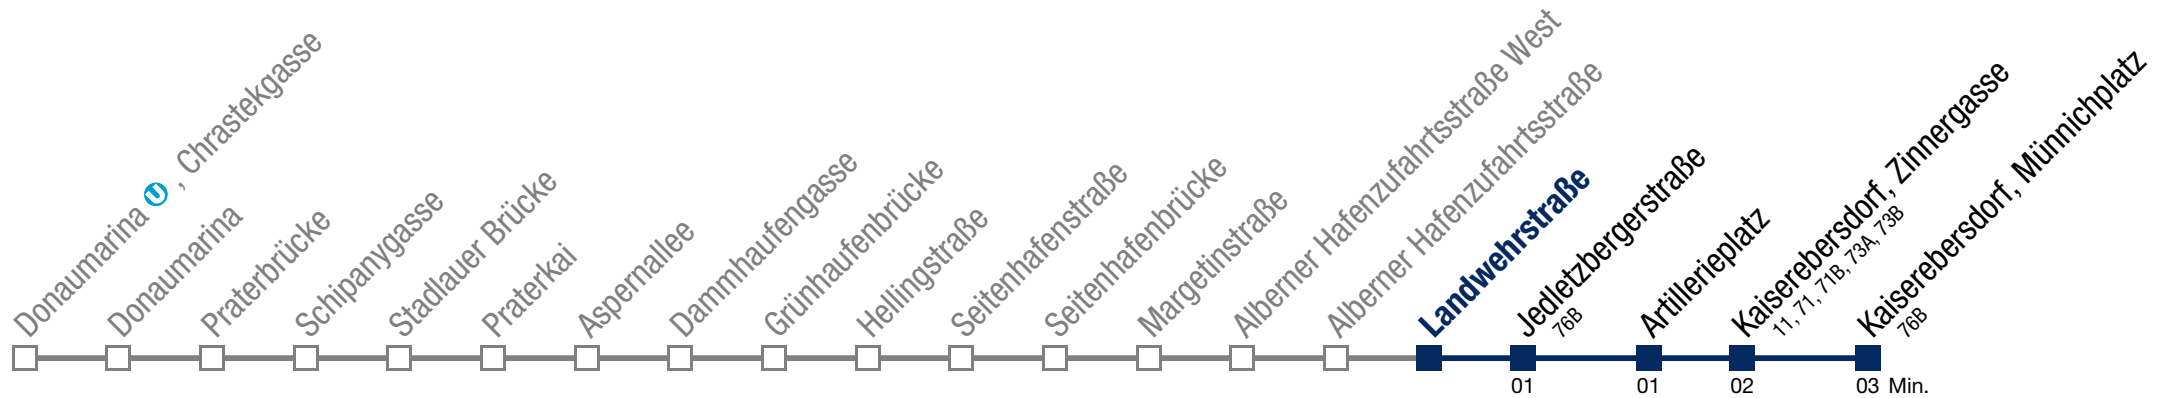 Donaumarina U , Chrastekgasse
Donaumarina
Praterbrücke
Schipanygasse
Stadlauer Brücke
Praterkai
Aspernallee
Dammhaufengasse
Grünhaufenbrücke
Hellingstraße
Seitenhafenstraße
Seitenhafenbrücke
Margetinstraße
Alberner Hafenzufahrtsstraße West
Alberner Hafenzufahrtsstraße
Landwehrstraße
Jedletzbergerstraße
76B
Artillerieplatz
Kaiserebersdorf, Zinnergasse
11, 71, 71B, 73A, 73B
Kaiserebersdorf, Münnichplatz
76B
01 01 02 03 Min.